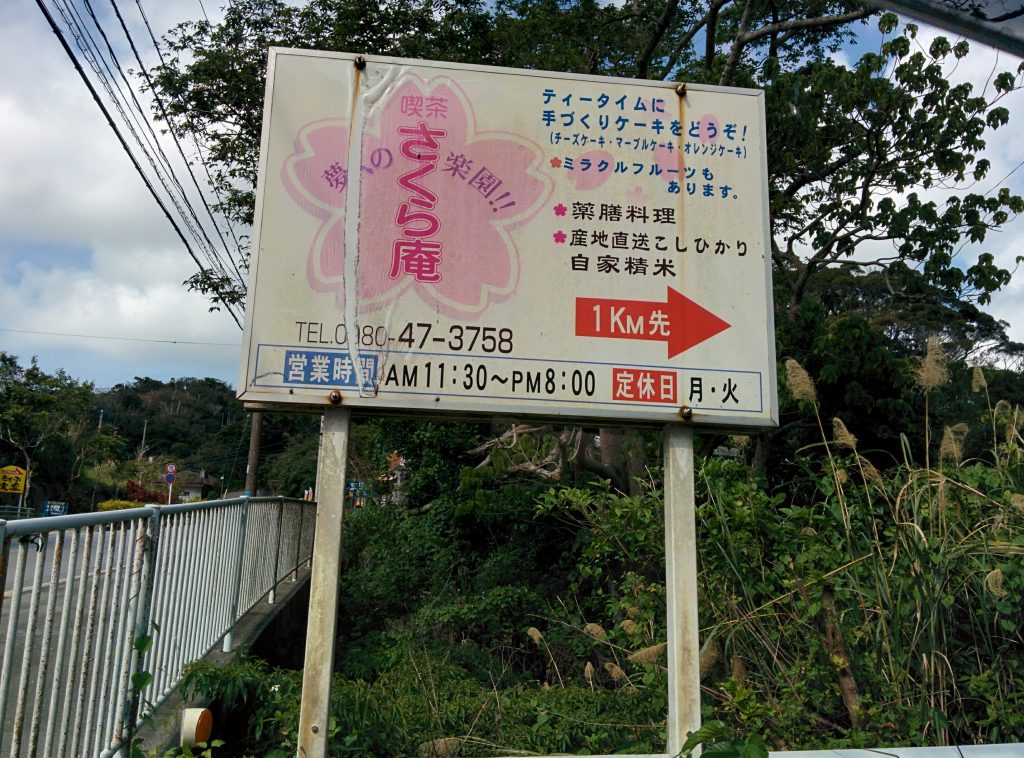 喫茶
さくら庵
夢の
楽園!!
ティータイムに
手づくりケーキをどうぞ!
(チーズケーキ・マーブルケーキ・オレンジケーキ)
ミラクルフルーツも
あります。
薬膳料理
産地直送こしひかり
自家精米
1KM先
TEL.0980-47-3758
営業時間 AM11:30〜PM8:00 定休日 月・火